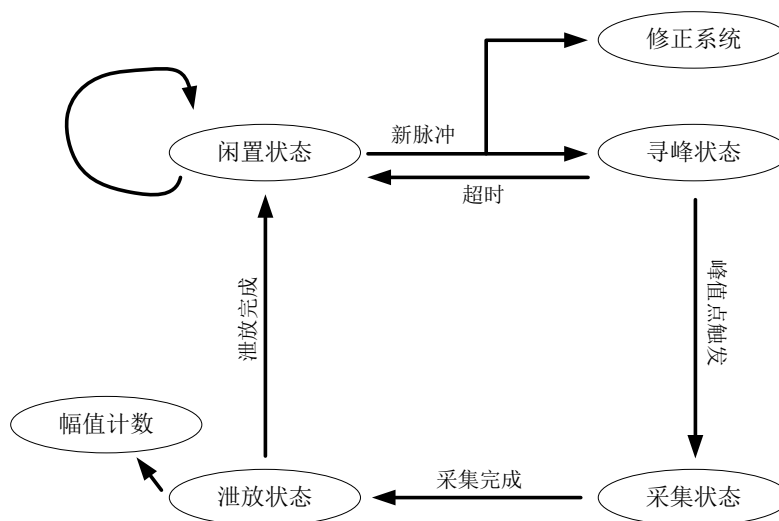 修正系统
新脉冲
闲置状态
寻峰状态
超时
泄放完成
峰值点触发
幅值计数
采集完成
泄放状态
采集状态